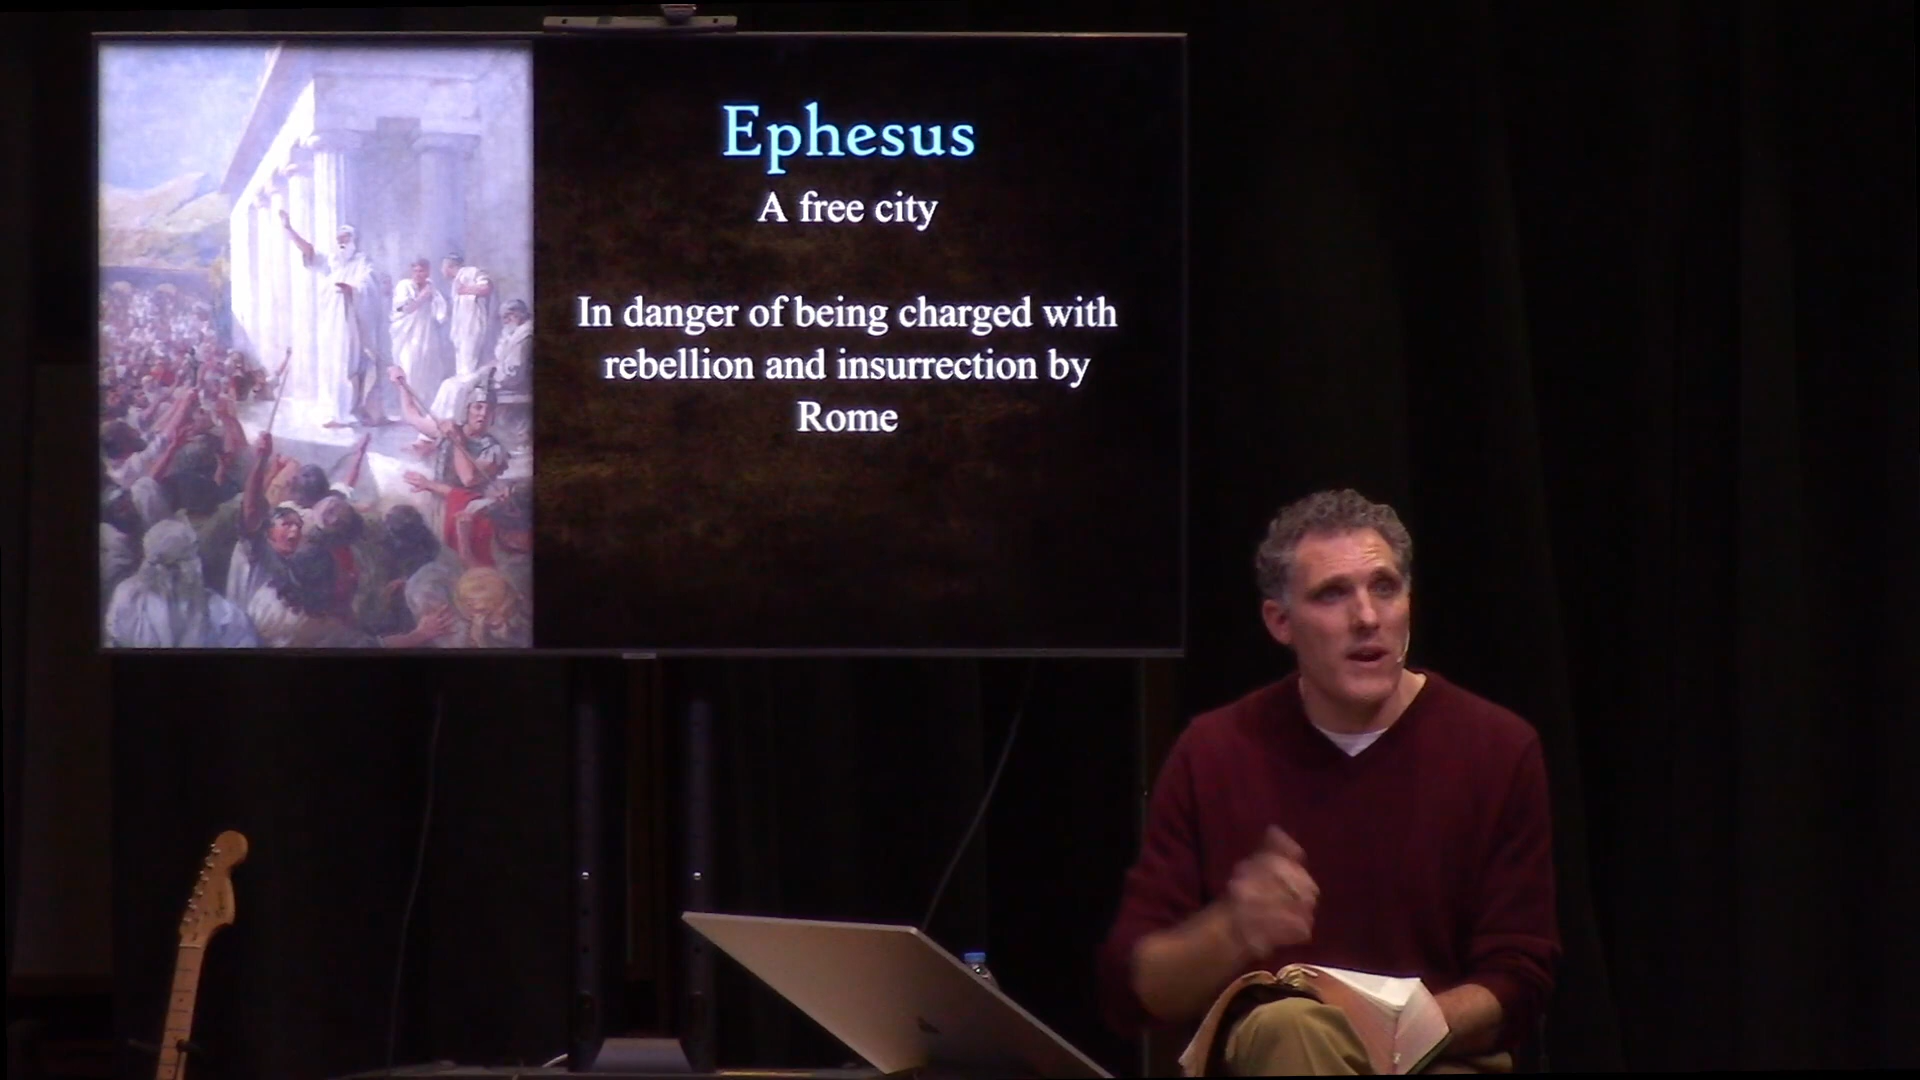 Ephesus
A free city
In danger of being charged with
rebellion and insurrection by
Rome